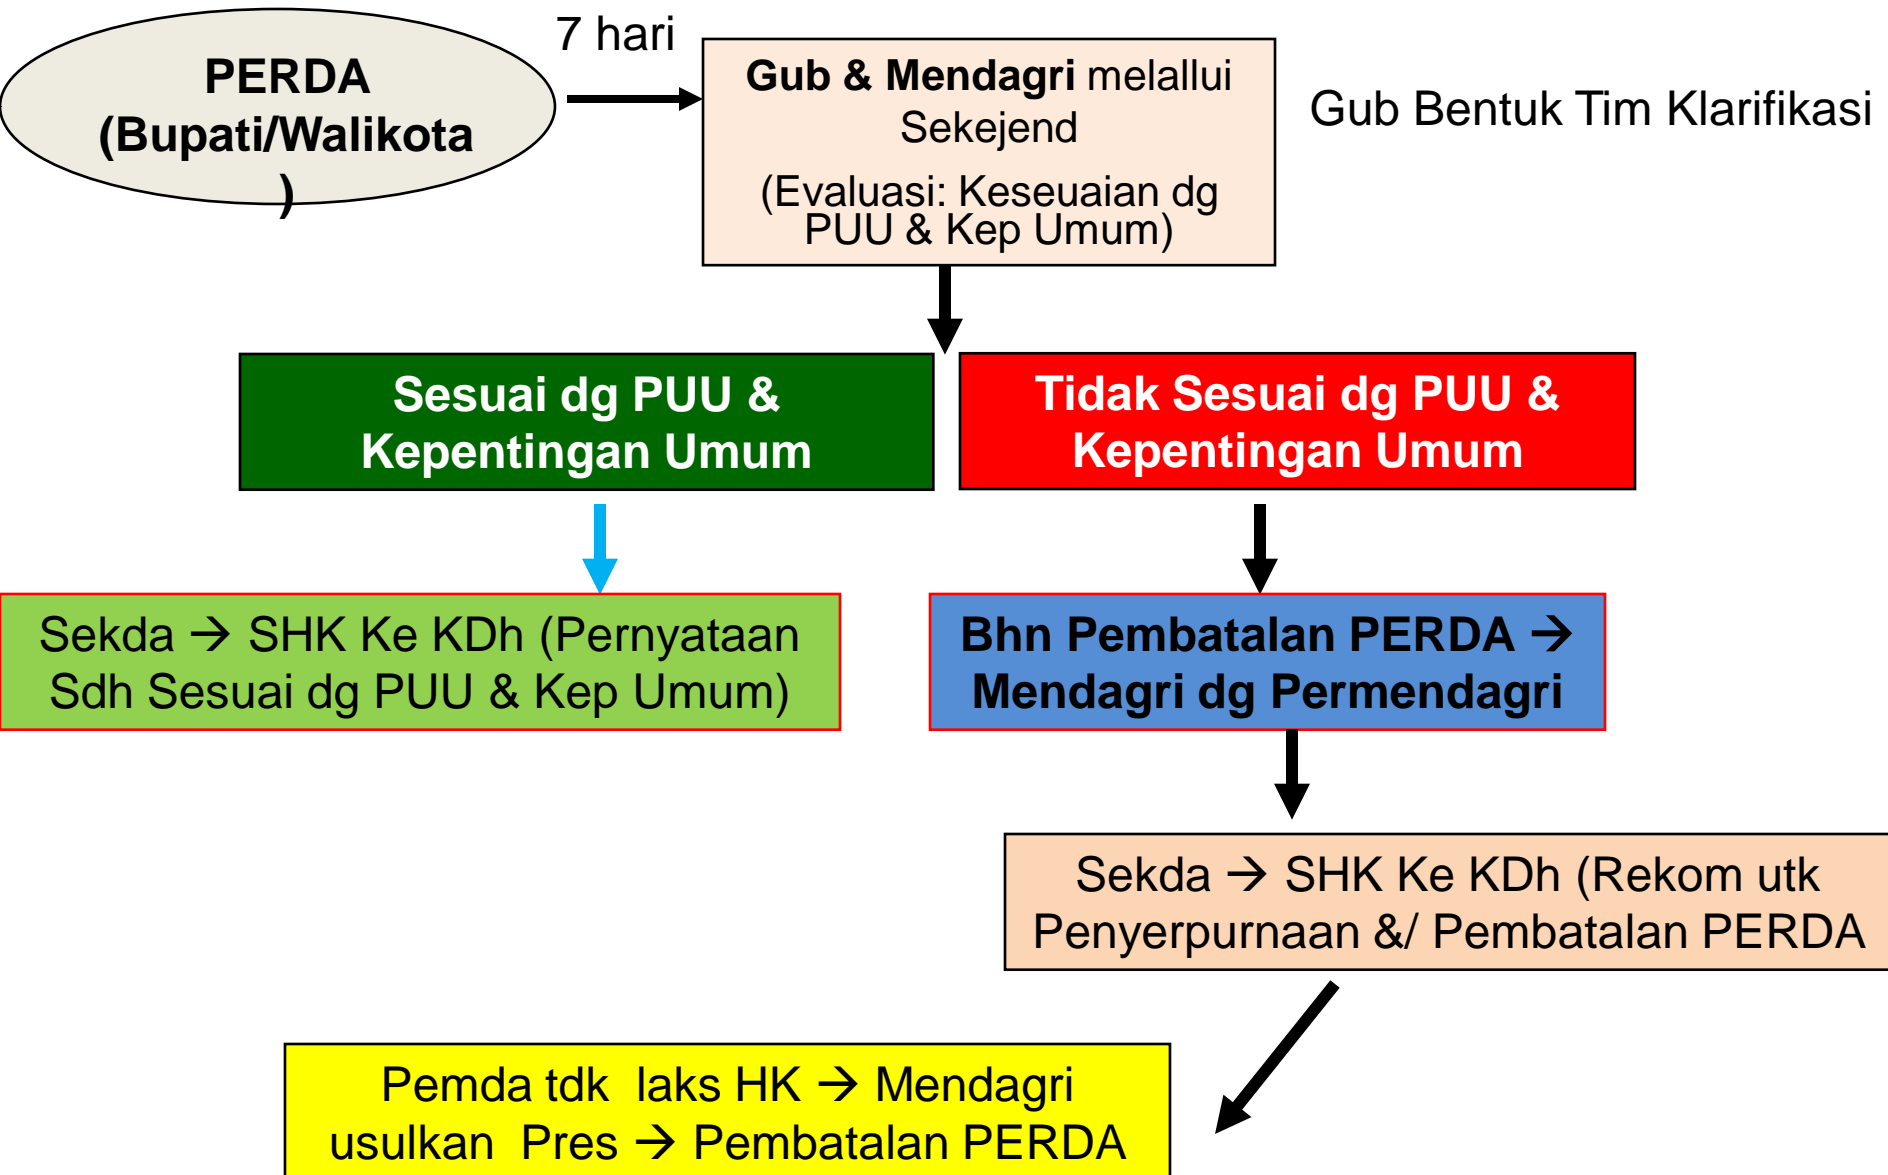 7 hari
PERDA
(Bupati/Walikota
)
Gub & Mendagri melallui
Sekejend
(Evaluasi: Keseuaian dg
PUU & Kep Umum)
Gub Bentuk Tim Klarifikasi
Sesuai dg PUU &
Kepentingan Umum
Tidak Sesuai dg PUU &
Kepentingan Umum
Sekda → SHK Ke KDh (Pernyataan
Sdh Sesuai dg PUU & Kep Umum)
Bhn Pembatalan PERDA →
Mendagri dg Permendagri
Sekda → SHK Ke KDh (Rekom utk
Penyerpurnaan &/ Pembatalan PERDA
Pemda tdk laks HK → Mendagri
usulkan Pres → Pembatalan PERDA